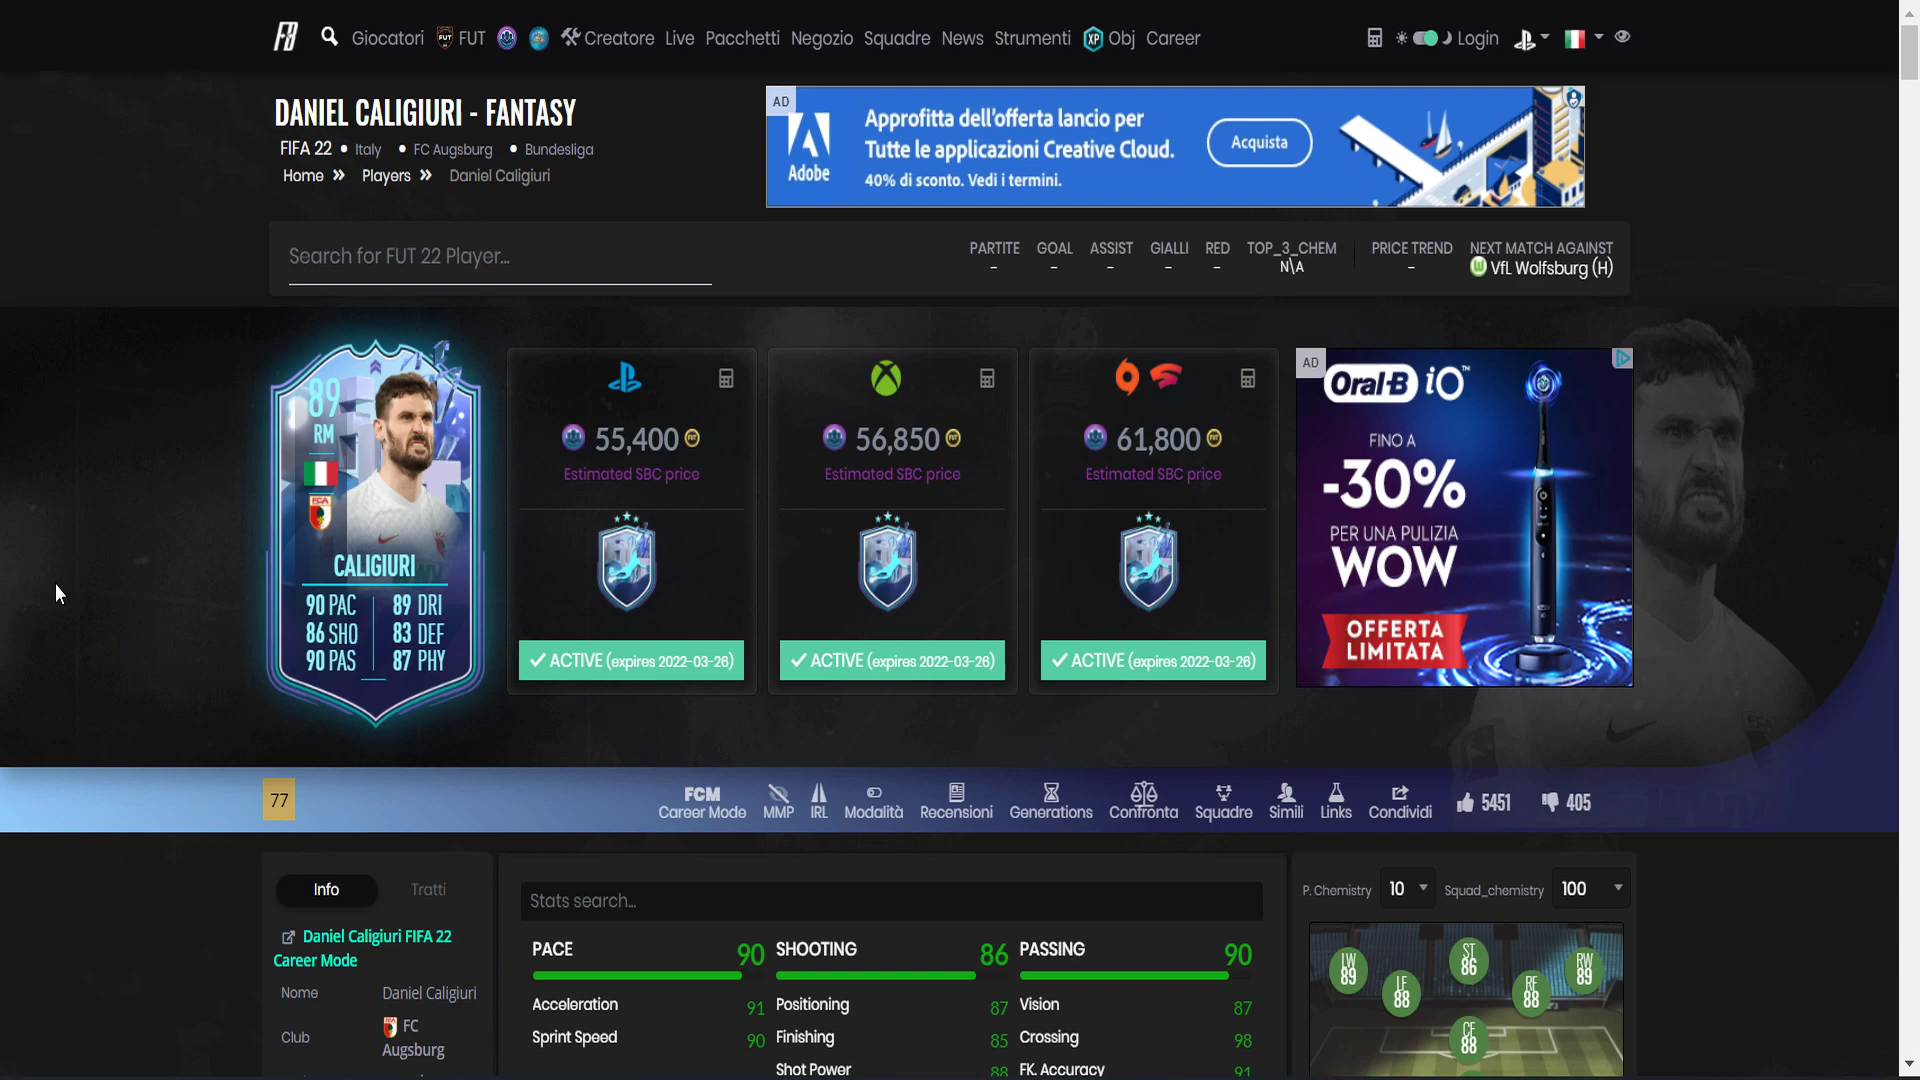 Giocatori FUT Creatore Live Pacchetti Negozio Squadre News Strumenti XP Obj Career Login
DANIEL CALIGIURI - FANTASY
FIFA 22 • Italy • FC Augsburg • Bundesliga
Home » Players » Daniel Caligiuri
AD
Adobe
Approfitta dell'offerta lancio per
Tutte le applicazioni Creative Cloud.
40% di sconto. Vedi i termini.
Acquista
Search for FUT 22 Player...
PARTITE GOAL ASSIST GIALLI RED TOP_3_CHEM PRICE TREND NEXT MATCH AGAINST
- - - - - N\A - VfL Wolfsburg (H)
89
RM
FCA
CALIGIURI
90 PAC 89 DRI
86 SHO 83 DEF
90 PAS 87 PHY
55,400
Estimated SBC price
ACTIVE (expires 2022-03-26)
56,850
Estimated SBC price
ACTIVE (expires 2022-03-26)
61,800
Estimated SBC price
ACTIVE (expires 2022-03-26)
AD
Oral-B iO™
FINO A
-30%
PER UNA PULIZIA
WOW
OFFERTA
LIMITATA
77
FCM
Career Mode MMP IRL Modalità Recensioni Generations Confronta Squadre Simili Links Condividi 5451 405
Info Tratti
Daniel Caligiuri FIFA 22
Career Mode
Nome Daniel Caligiuri
Club FC
Augsburg
Stats search...
PACE 90 SHOOTING 86 PASSING 90
Acceleration 91 Positioning 87 Vision 87
Sprint Speed 90 Finishing 85 Crossing 98
Shot Power 88 FK. Accuracy 91
P. Chemistry 10 Squad_chemistry 100
LW
89
LF
88
ST
86
RF
88
RW
89
CF
88